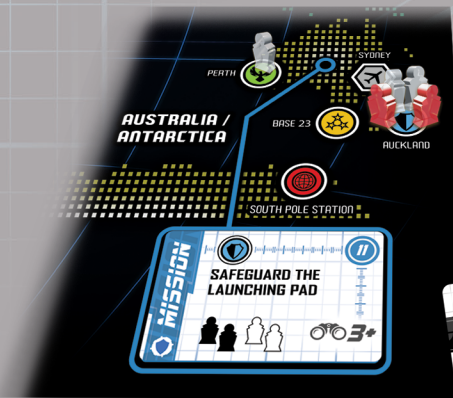 SYDNEY
PERTH
AUSTRALIA /
ANTARCTICA
BASE 23
AUCKLAND
SOUTH POLE STATION
MISSION
11
SAFEGUARD THE
LAUNCHING PAD
3+